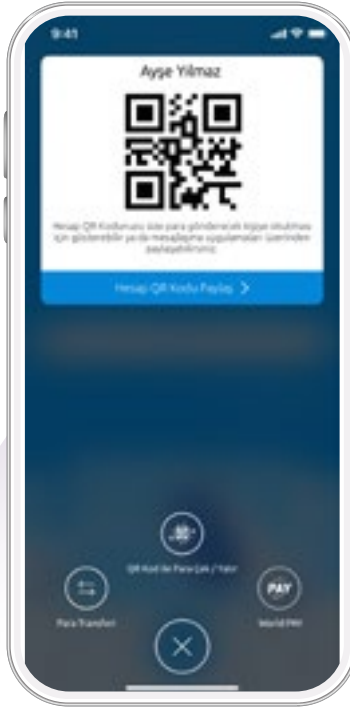 9:41
Ayşe Yılmaz
Hesap QR Kodunuzu size para gönderecek kişiye okutması
için gösterebilir ya da mesajlaşma uygulamaları üzerinden
paylaşabilirsiniz.
Hesap QR Kodu Paylaş
QR Kod ile Para Çek / Yatır
Para Transferi
PAY
World PAY